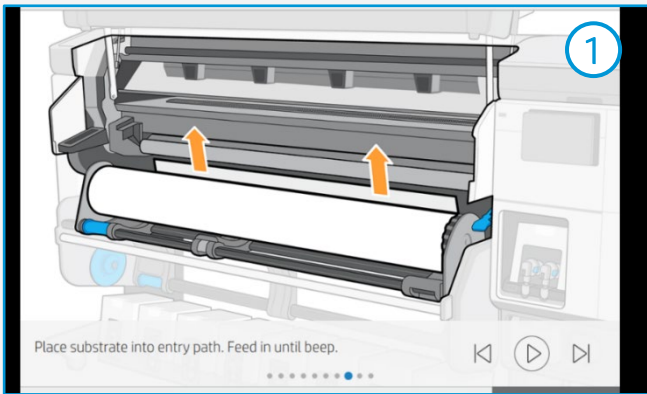 1
Place substrate into entry path. Feed in until beep.